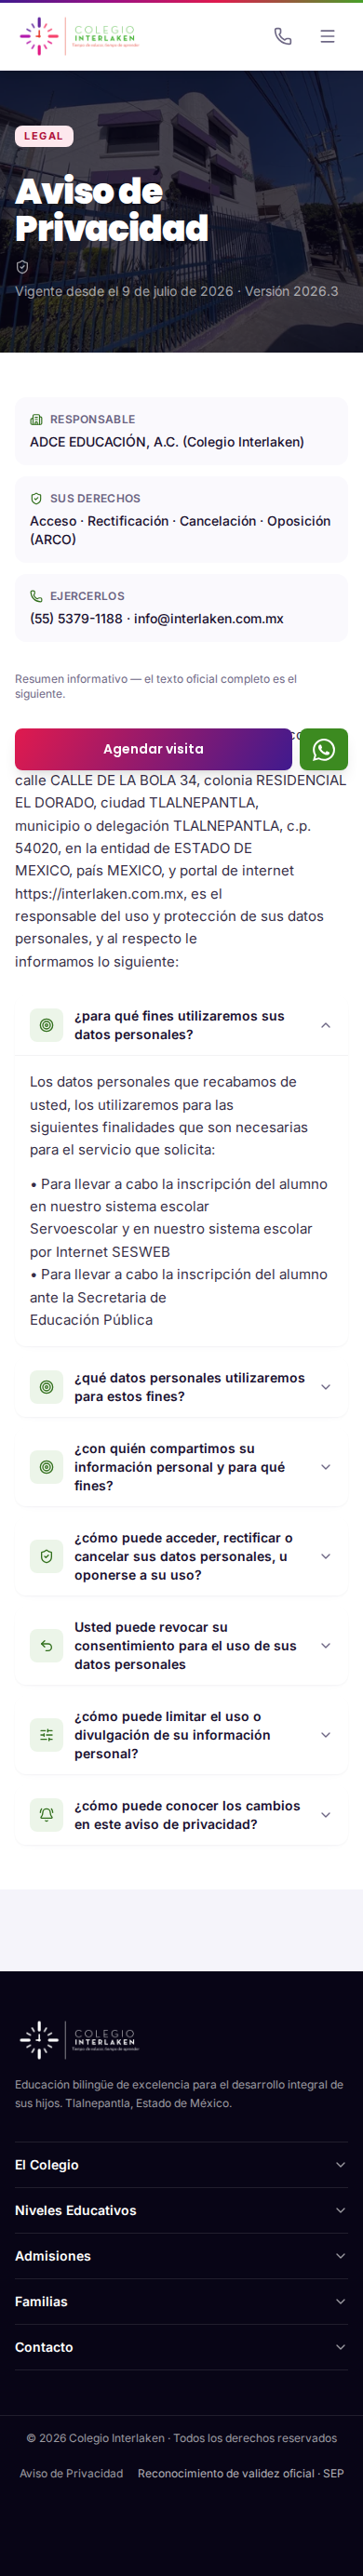 COLEGIO
INTERLAKEN
Tiempo de educar, tiempo de aprender
LEGAL
Aviso de
Privacidad
Vigente desde el 9 de julio de 2026 · Versión 2026.3
RESPONSABLE
ADCE EDUCACIÓN, A.C. (Colegio Interlaken)
SUS DERECHOS
Acceso · Rectificación · Cancelación · Oposición
(ARCO)
EJERCERLOS
(55) 5379-1188 · info@interlaken.com.mx
Resumen informativo — el texto oficial completo es el
siguiente.
Agendar visita
calle CALLE DE LA BOLA 34, colonia RESIDENCIAL
EL DORADO, ciudad TLALNEPANTLA,
municipio o delegación TLALNEPANTLA, c.p.
54020, en la entidad de ESTADO DE
MEXICO, país MEXICO, y portal de internet
https://interlaken.com.mx, es el
responsable del uso y protección de sus datos
personales, y al respecto le
informamos lo siguiente:
¿para qué fines utilizaremos sus
datos personales?
Los datos personales que recabamos de
usted, los utilizaremos para las
siguientes finalidades que son necesarias
para el servicio que solicita:
• Para llevar a cabo la inscripción del alumno
en nuestro sistema escolar
Servoescolar y en nuestro sistema escolar
por Internet SESWEB
• Para llevar a cabo la inscripción del alumno
ante la Secretaria de
Educación Pública
¿qué datos personales utilizaremos
para estos fines?
¿con quién compartimos su
información personal y para qué
fines?
¿cómo puede acceder, rectificar o
cancelar sus datos personales, u
oponerse a su uso?
Usted puede revocar su
consentimiento para el uso de sus
datos personales
¿cómo puede limitar el uso o
divulgación de su información
personal?
¿cómo puede conocer los cambios
en este aviso de privacidad?
COLEGIO
INTERLAKEN
Tiempo de educar, tiempo de aprender
Educación bilingüe de excelencia para el desarrollo integral de
sus hijos. Tlalnepantla, Estado de México.
El Colegio
Niveles Educativos
Admisiones
Familias
Contacto
© 2026 Colegio Interlaken · Todos los derechos reservados
Aviso de Privacidad Reconocimiento de validez oficial · SEP